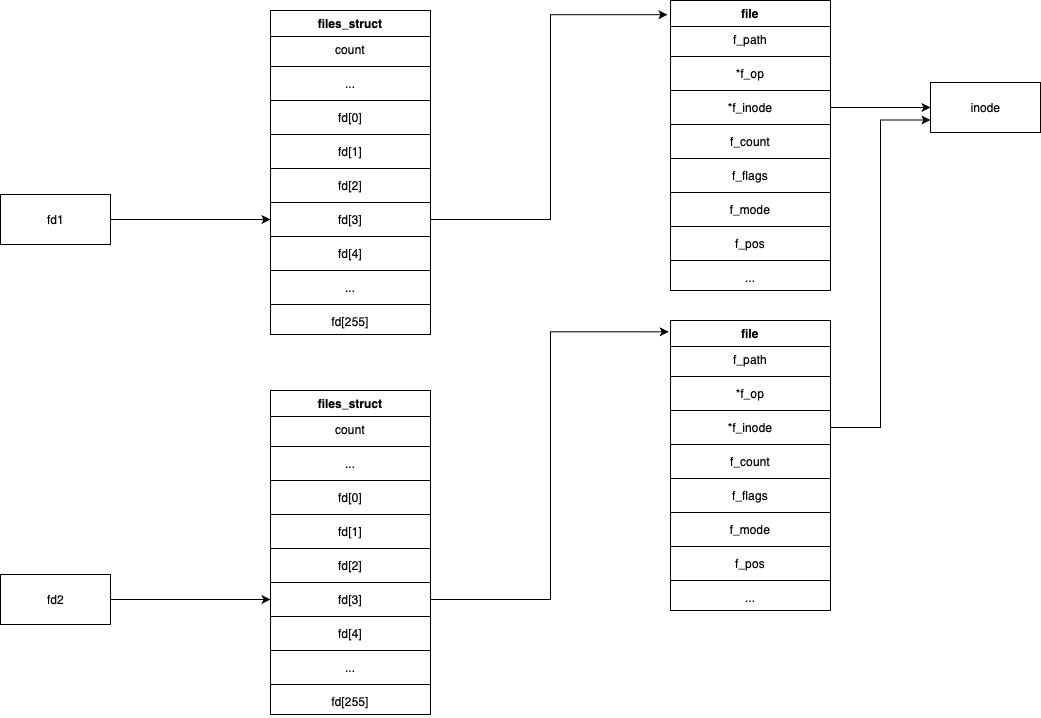 fd1
files_struct
count
...
fd[0]
fd[1]
fd[2]
fd[3]
fd[4]
...
fd[255]
file
f_path
*f_op
*f_inode
f_count
f_flags
f_mode
f_pos
...
inode
fd2
files_struct
count
...
fd[0]
fd[1]
fd[2]
fd[3]
fd[4]
...
fd[255]
file
f_path
*f_op
*f_inode
f_count
f_flags
f_mode
f_pos
...